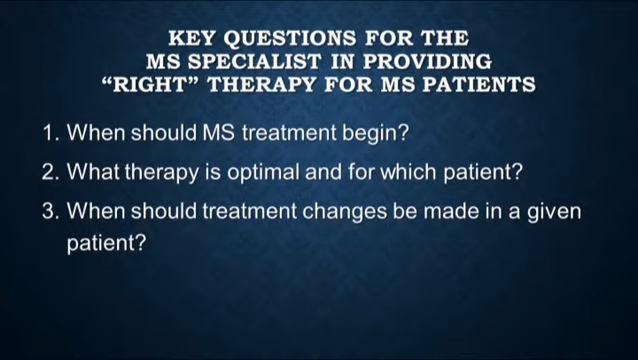 KEY QUESTIONS FOR THE
MS SPECIALIST IN PROVIDING
“RIGHT” THERAPY FOR MS PATIENTS
1. When should MS treatment begin?
2. What therapy is optimal and for which patient?
3. When should treatment changes be made in a given
patient?